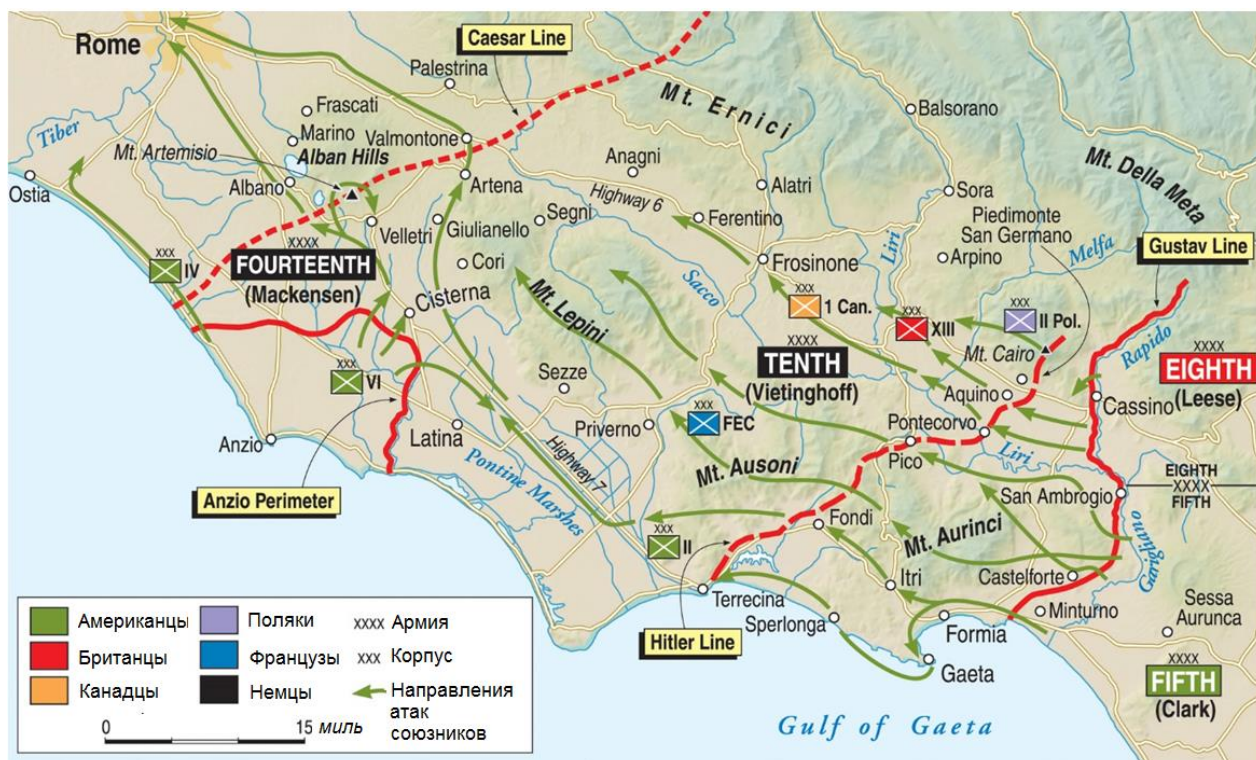 Rome
Caesar Line
Palestrina
Mt. Ernici
Balsorano
Frascati
Tiber
Marino
Valmontone
Mt. Artemisio
Alban Hills
Anagni
Mt. Della Meta
Ostia
Albano
Artena
Highway 6
Alatri
Sora
Segni
Ferentino
Piedimonte
San Germano
Velletri
Giulianello
Liri
Melfa
Gustav Line
XXX
IV
XXXX
FOURTEENTH
(Mackensen)
Cori
Sacco
Frosinone
Arpino
Cisterna
Mt. Lepini
XXX
1 Can.
XXX
XIII
XXX
II Pol.
Rapido
XXXX
TENTH
(Vietinghoff)
Mt. Cairo
XXXX
EIGHTH
(Leese)
XXX
VI
Sezze
Aquino
Cassino
XXX
FEC
Anzio
Latina
Priverno
Pontecorvo
Highway 7
Pico
Liri
Mt. Ausoni
EIGHTH
XXXX
FIFTH
Anzio Perimeter
Pontine Marshes
San Ambrogio
Fondi
Mt. Aurinci
Garigliano
XXX
II
Itri
Castelforte
Terrecina
Minturno
Sessa
Aurunca
Hitler Line
Sperlonga
Formia
Gaeta
XXXX
FIFTH
(Clark)
Gulf of Gaeta
Американцы
Поляки
XXXX Армия
Британцы
Французы
XXX Корпус
Канадцы
Немцы
Направления
атак
союзников
0
15 миль